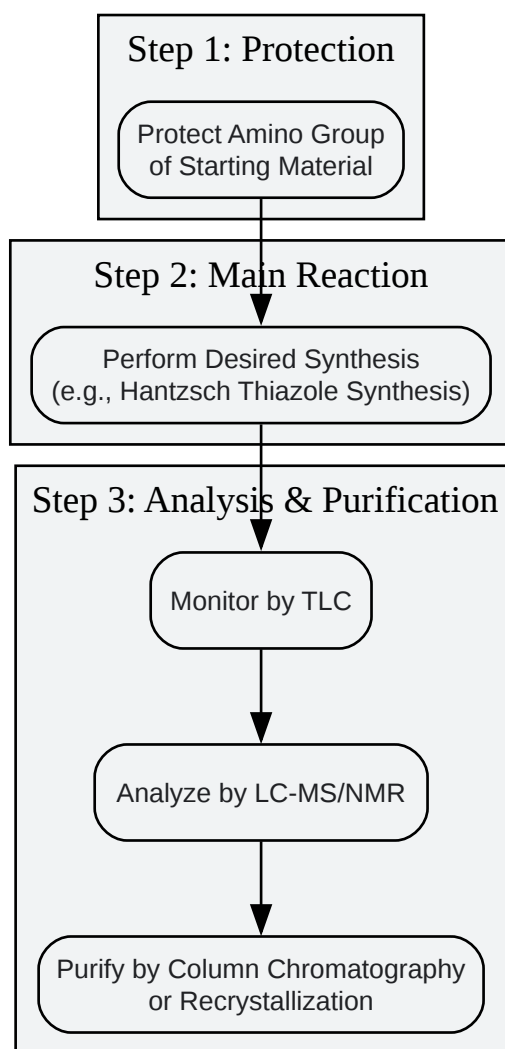 Step 1: Protection
Protect Amino Group
of Starting Material
Step 2: Main Reaction
Perform Desired Synthesis
(e.g., Hantzsch Thiazole Synthesis)
Step 3: Analysis & Purification
Monitor by TLC
Analyze by LC-MS/NMR
Purify by Column Chromatography
or Recrystallization